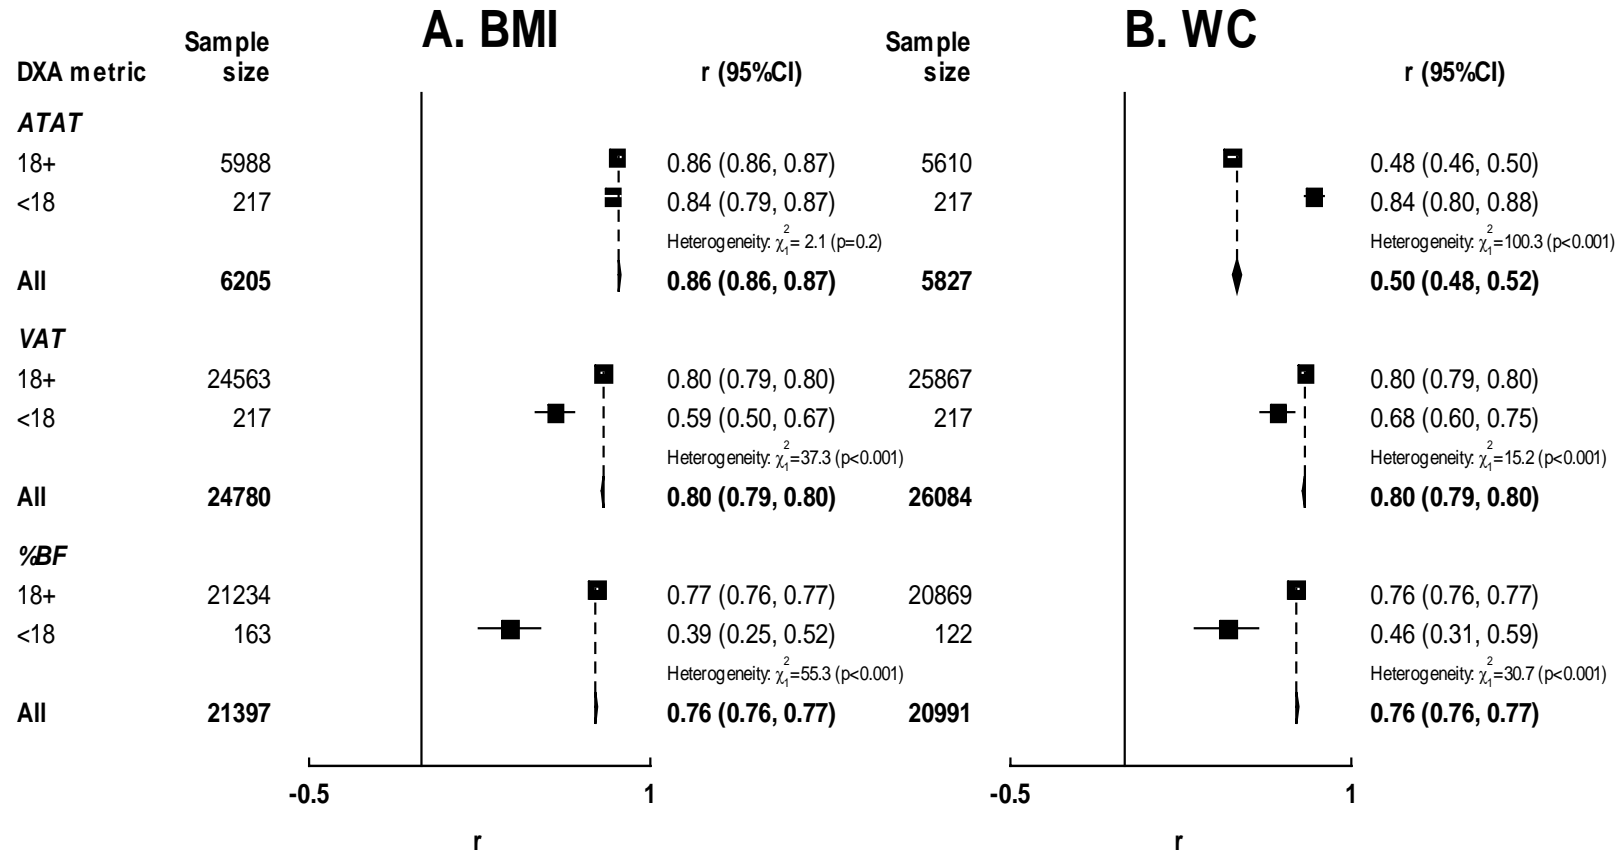 A. BMI B. WC
Sample Sample
DXA metric size r (95%CI) size r (95%CI)
ATAT
18+ 5988 0.86 (0.86, 0.87) 5610 0.48 (0.46, 0.50)
<18 217 0.84 (0.79, 0.87) 217 0.84 (0.80, 0.88)
Heterogeneity: χ²₁= 2.1 (p=0.2) Heterogeneity: χ²₁=100.3 (p<0.001)
All 6205 0.86 (0.86, 0.87) 5827 0.50 (0.48, 0.52)
VAT
18+ 24563 0.80 (0.79, 0.80) 25867 0.80 (0.79, 0.80)
<18 217 0.59 (0.50, 0.67) 217 0.68 (0.60, 0.75)
Heterogeneity: χ²₁=37.3 (p<0.001) Heterogeneity: χ²₁=15.2 (p<0.001)
All 24780 0.80 (0.79, 0.80) 26084 0.80 (0.79, 0.80)
%BF
18+ 21234 0.77 (0.76, 0.77) 20869 0.76 (0.76, 0.77)
<18 163 0.39 (0.25, 0.52) 122 0.46 (0.31, 0.59)
Heterogeneity: χ²₁=55.3 (p<0.001) Heterogeneity: χ²₁=30.7 (p<0.001)
All 21397 0.76 (0.76, 0.77) 20991 0.76 (0.76, 0.77)
-0.5 1 -0.5 1
r r